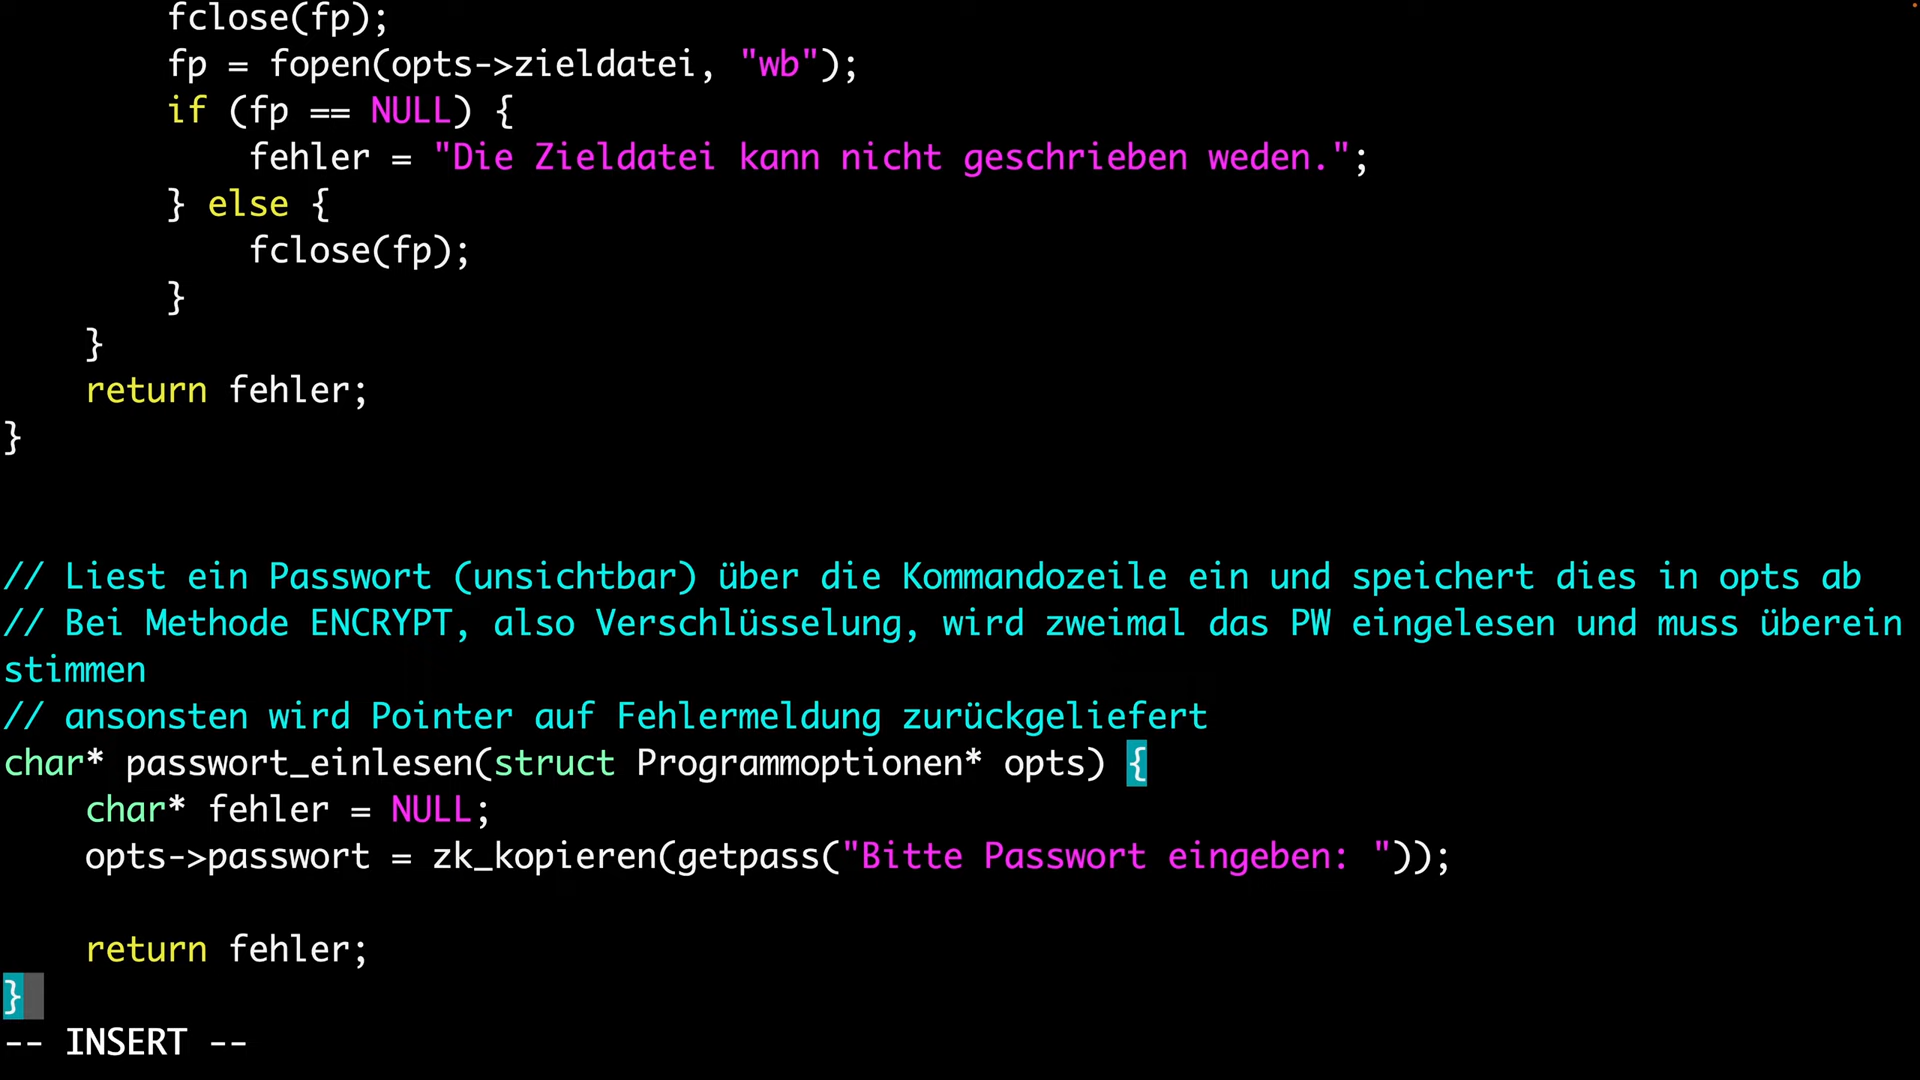 fclose(fp);
fp = fopen(opts->zieldatei, "wb");
if (fp == NULL) {
fehler = "Die Zieldatei kann nicht geschrieben weden.";
} else {
fclose(fp);
}
}
return fehler;
}
// Liest ein Passwort (unsichtbar) über die Kommandozeile ein und speichert dies in opts ab
// Bei Methode ENCRYPT, also Verschlüsselung, wird zweimal das PW eingelesen und muss überein
stimmen
// ansonsten wird Pointer auf Fehlermeldung zurückgeliefert
char* passwort_einlesen(struct Programmoptionen* opts) {
char* fehler = NULL;
opts->passwort = zk_kopieren(getpass("Bitte Passwort eingeben: "));
return fehler;
}
-- INSERT --